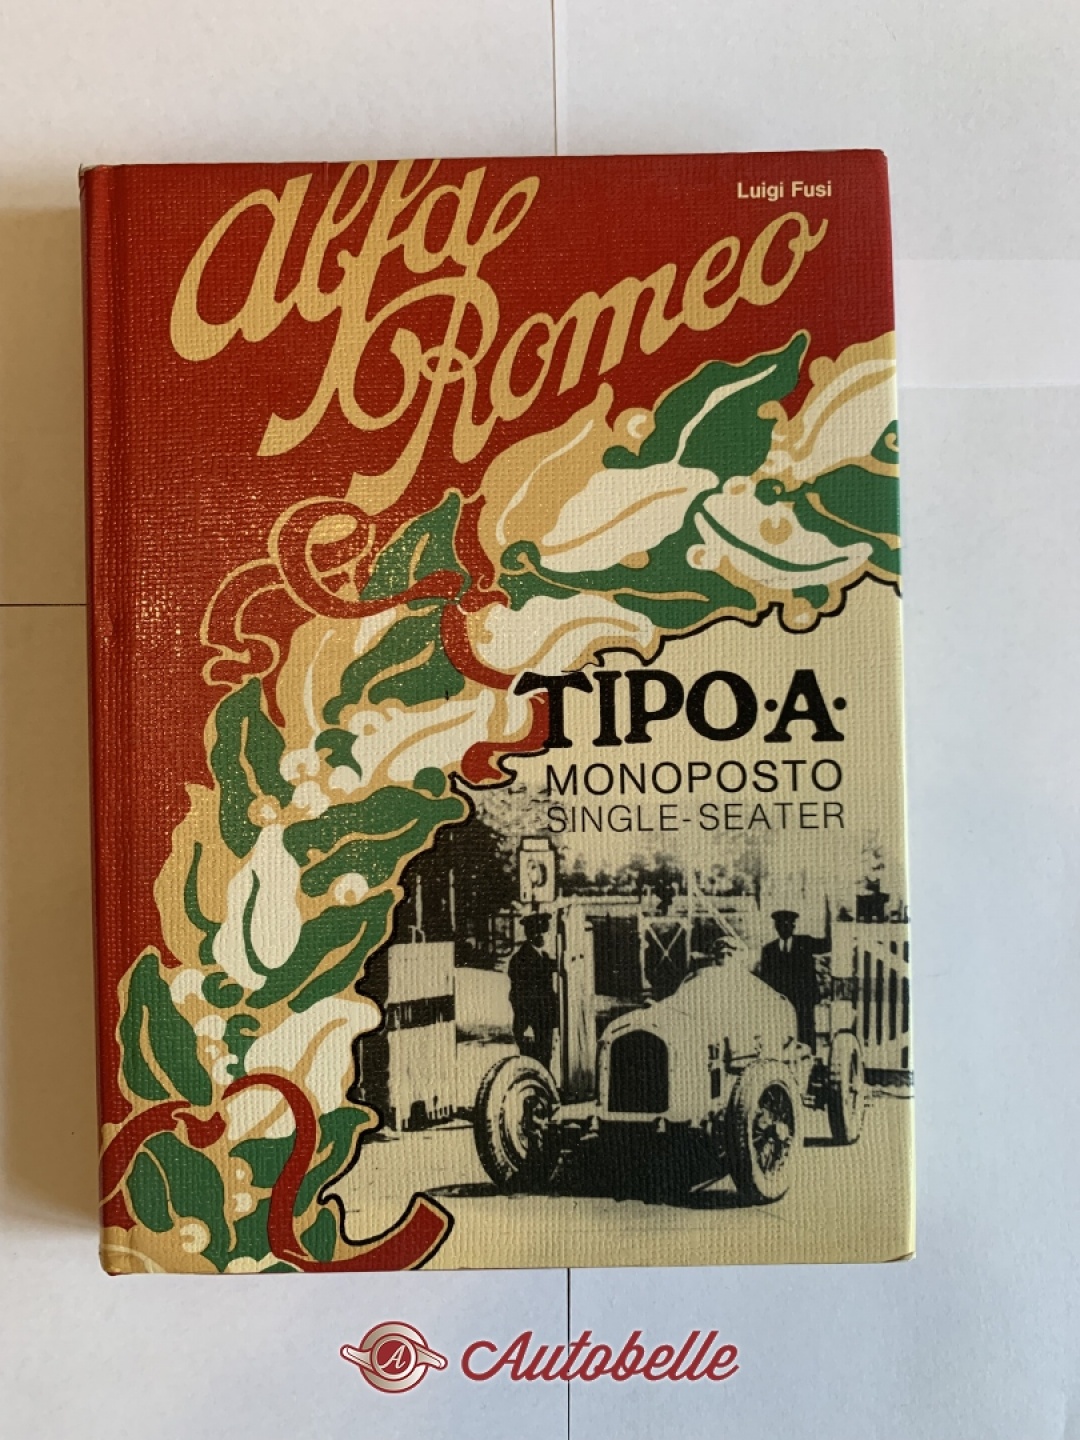 Luigi Fusi
Alfa
Romeo
TIPO·A·
MONOPOSTO
SINGLE-SEATER
A
Autobelle